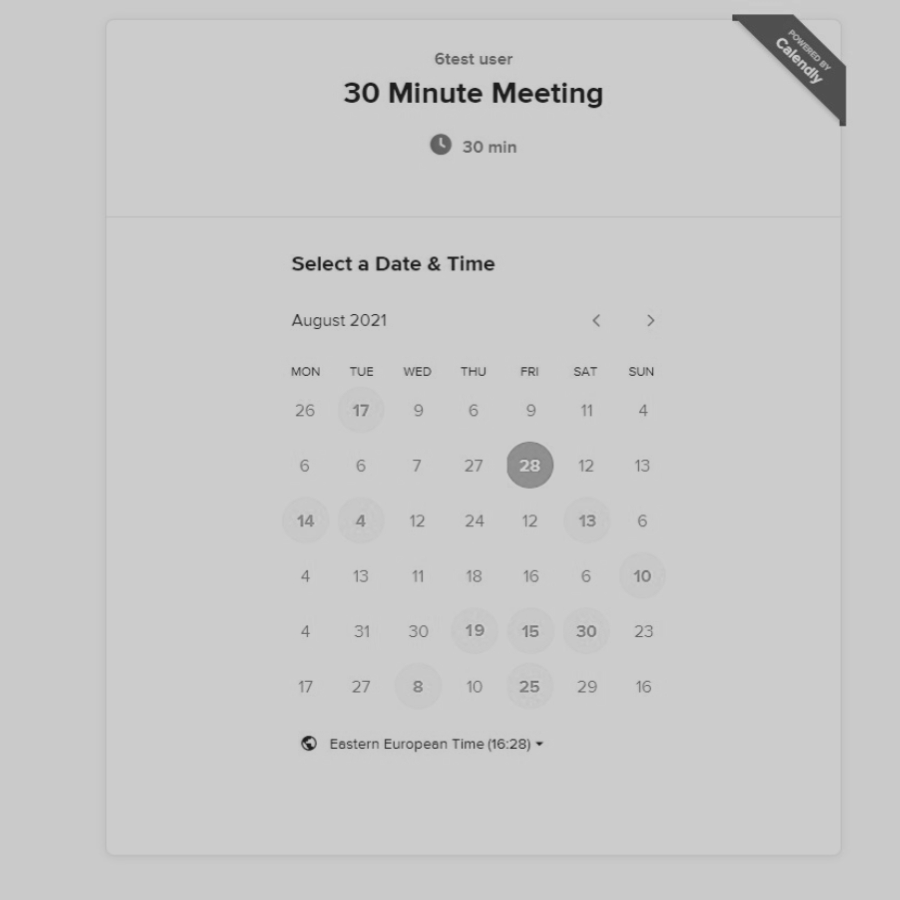 POWERED BY
Calendly
6test user
30 Minute Meeting
30 min
Select a Date & Time
August 2021
MON TUE WED THU FRI SAT SUN
26 17 9 6 9 11 4
6 6 7 27 28 12 13
14 4 12 24 12 13 6
4 13 11 18 16 6 10
4 31 30 19 15 30 23
17 27 8 10 25 29 16
Eastern European Time (16:28)